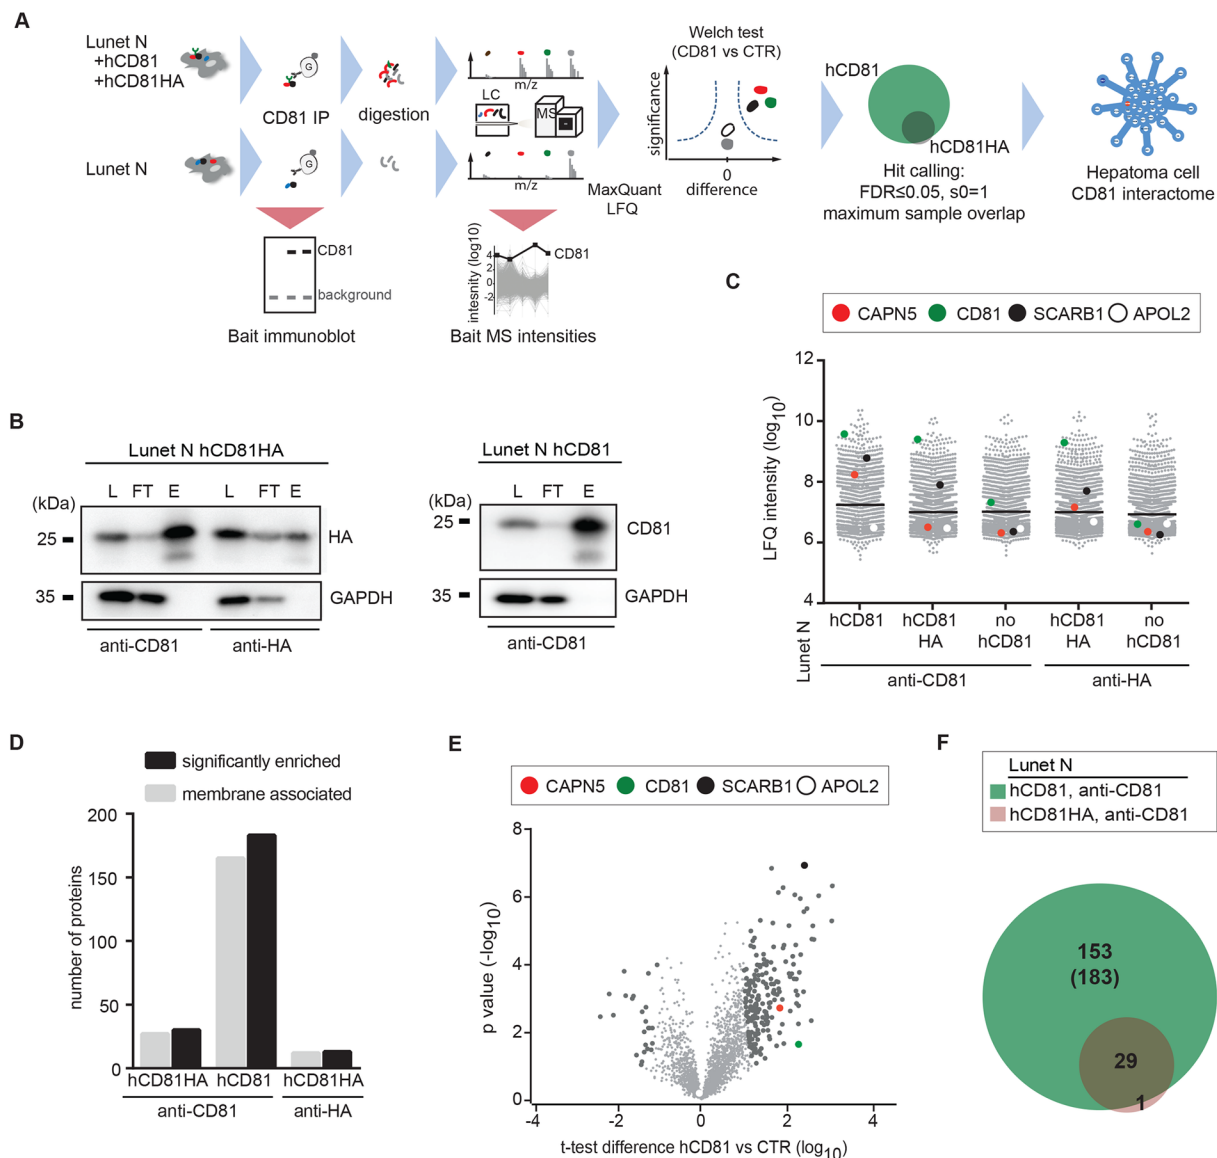 A
Lunet N
+hCD81
+hCD81HA
Lunet N
G
G
CD81 IP
digestion
m/z
LC
MS
m/z
MaxQuant
LFQ
Welch test
(CD81 vs CTR)
significance
0
difference
hCD81
hCD81HA
Hit calling:
FDR≤0.05, s0=1
maximum sample overlap
Hepatoma cell
CD81 interactome
CD81
background
Bait immunoblot
intesnity (log10)
4
2
0
-2
CD81
Bait MS intensities
B
Lunet N hCD81HA
(kDa)
L FT E L FT E
25
HA
35
GAPDH
anti-CD81
anti-HA
Lunet N hCD81
(kDa)
L FT E
25
CD81
35
GAPDH
anti-CD81
C
CAPN5 CD81 SCARB1 APOL2
LFQ intensity (log10)
12
10
8
6
4
Lunet N
hCD81
hCD81
HA
no
hCD81
hCD81
HA
no
hCD81
anti-CD81
anti-HA
D
significantly enriched
membrane associated
number of proteins
200
150
100
50
0
hCD81HA hCD81 hCD81HA
anti-CD81
anti-HA
E
CAPN5 CD81 SCARB1 APOL2
p value (-log10)
8
6
4
2
0
-4 -2 0 2 4
t-test difference hCD81 vs CTR (log10)
F
Lunet N
hCD81, anti-CD81
hCD81HA, anti-CD81
153
(183)
29
1